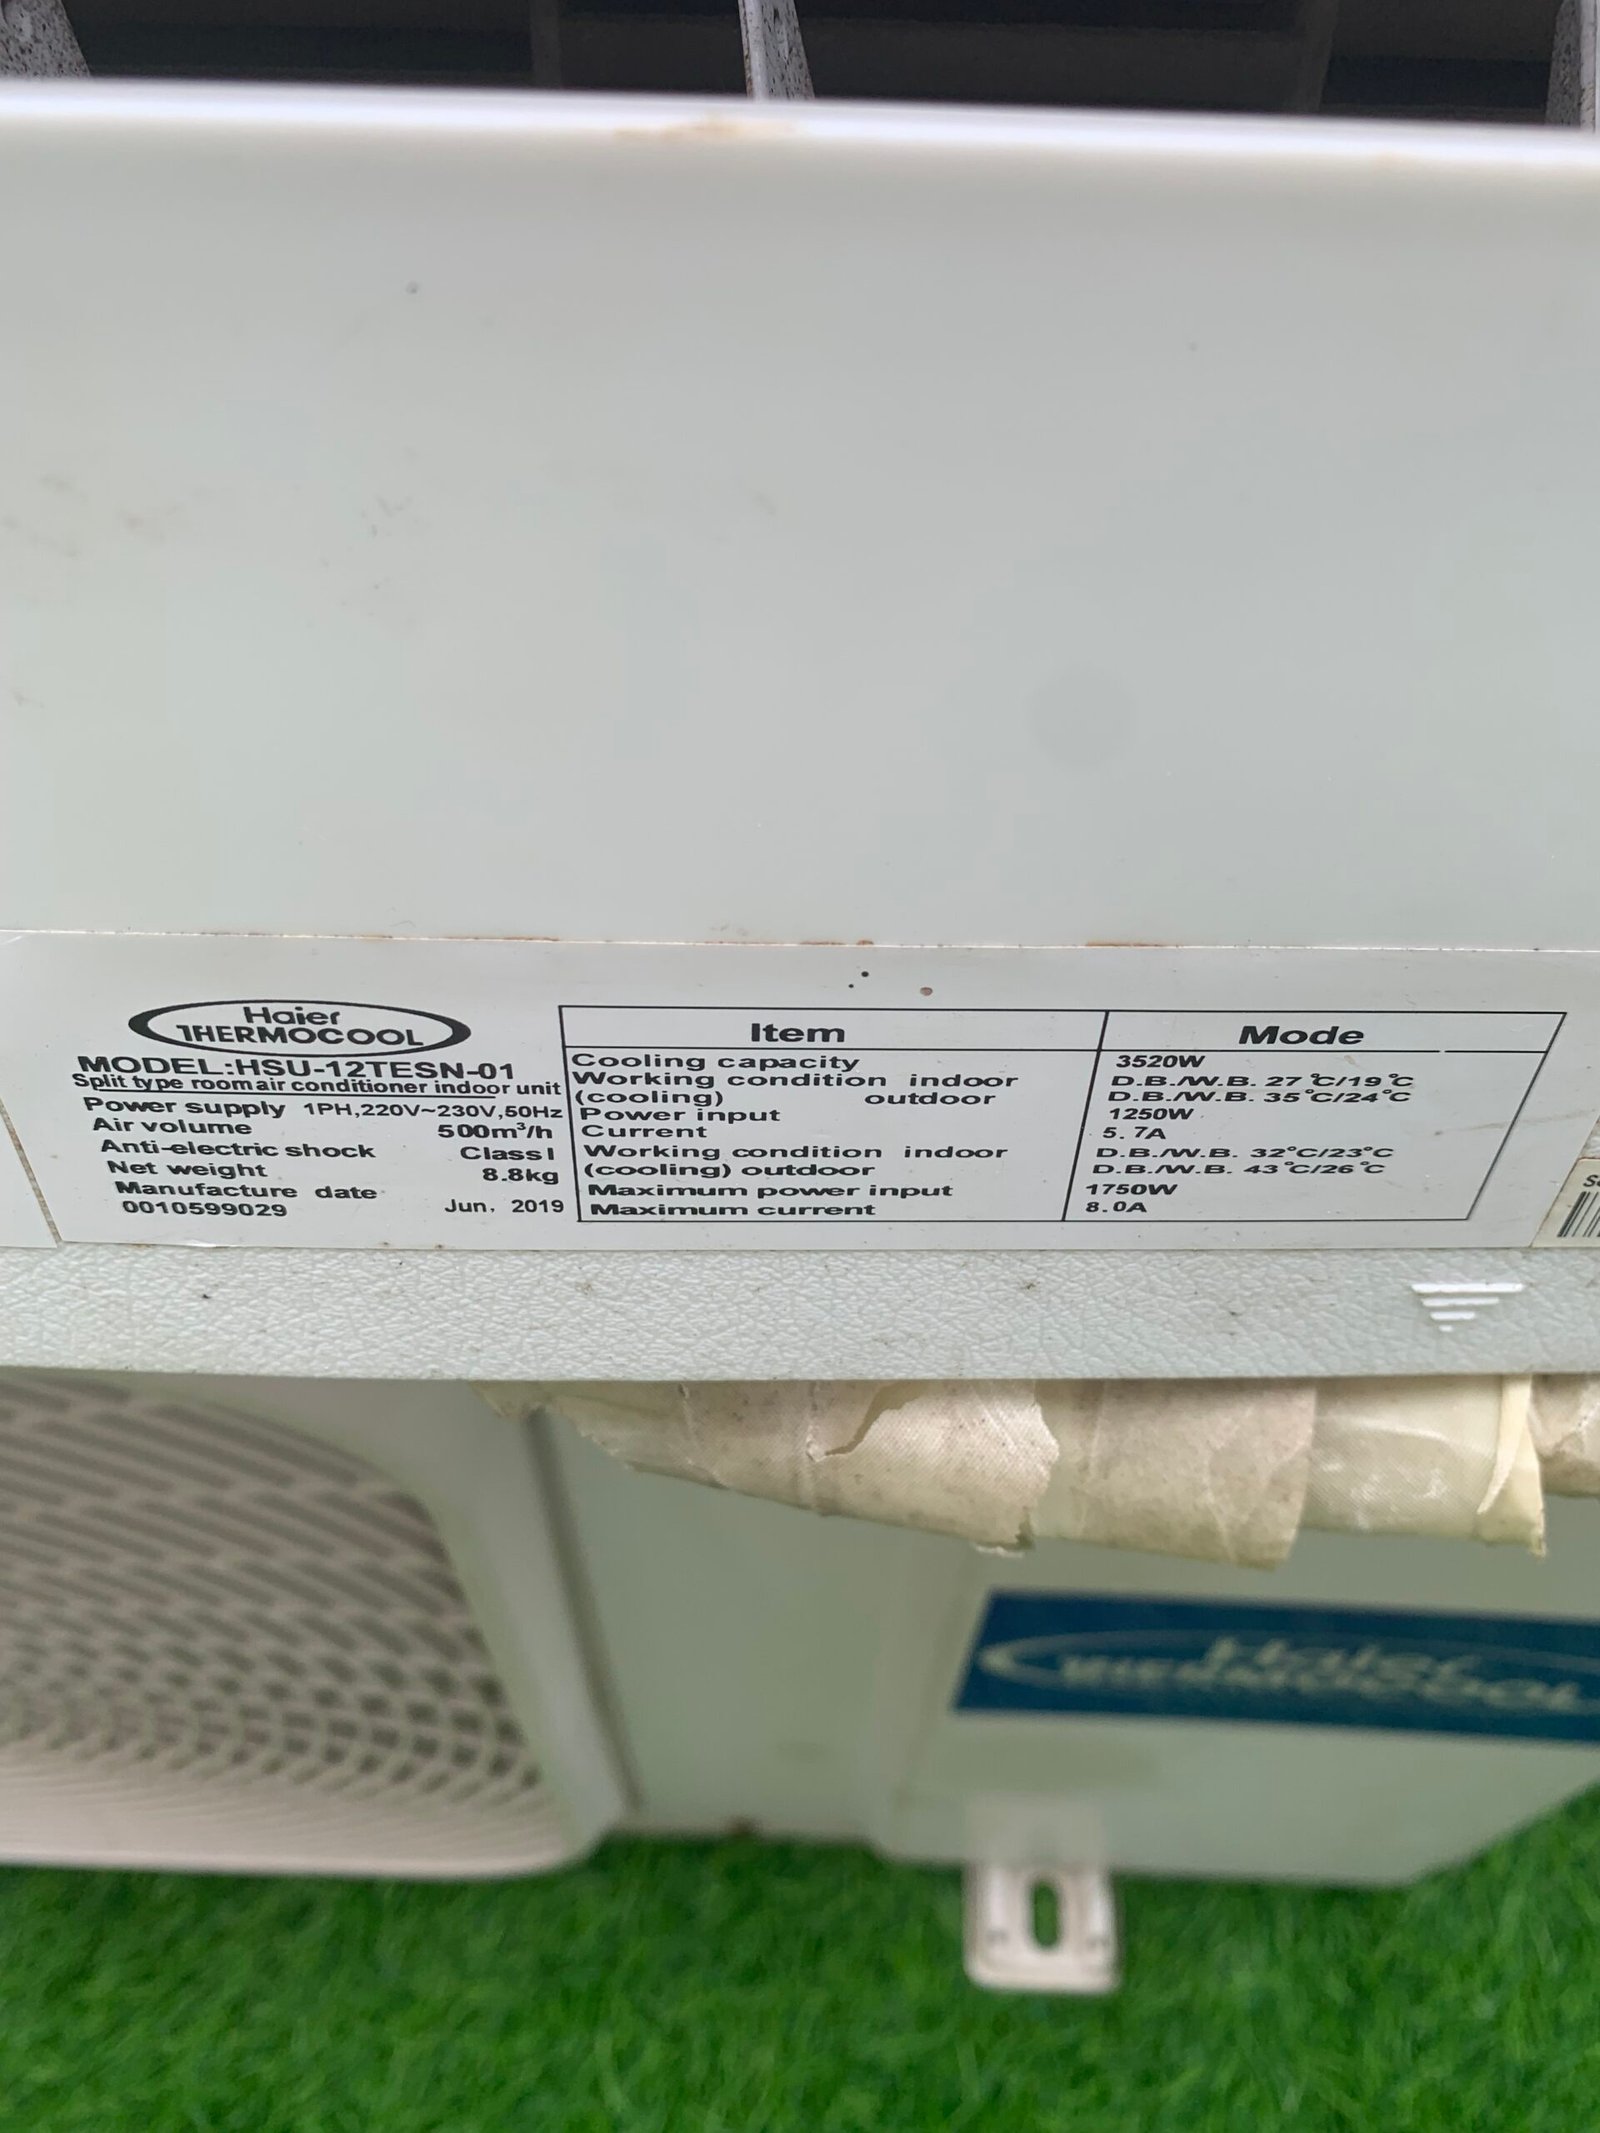 Haier
THERMOCOOL
MODEL:HSU-12TESN-01
Split type room air conditioner indoor unit
Power supply 1PH,220V~230V,50Hz
Air volume 500m³/h
Anti-electric shock Class I
Net weight 8.8kg
Manufacture date
0010599029 Jun, 2019
Item Mode
Cooling capacity 3520W
Working condition indoor D.B./W.B. 27°C/19°C
(cooling) outdoor D.B./W.B. 35°C/24°C
Power input 1250W
Current 5.7A
Working condition indoor D.B./W.B. 32°C/23°C
(cooling) outdoor D.B./W.B. 43°C/26°C
Maximum power input 1750W
Maximum current 8.0A
Haier
THERMOCOOL